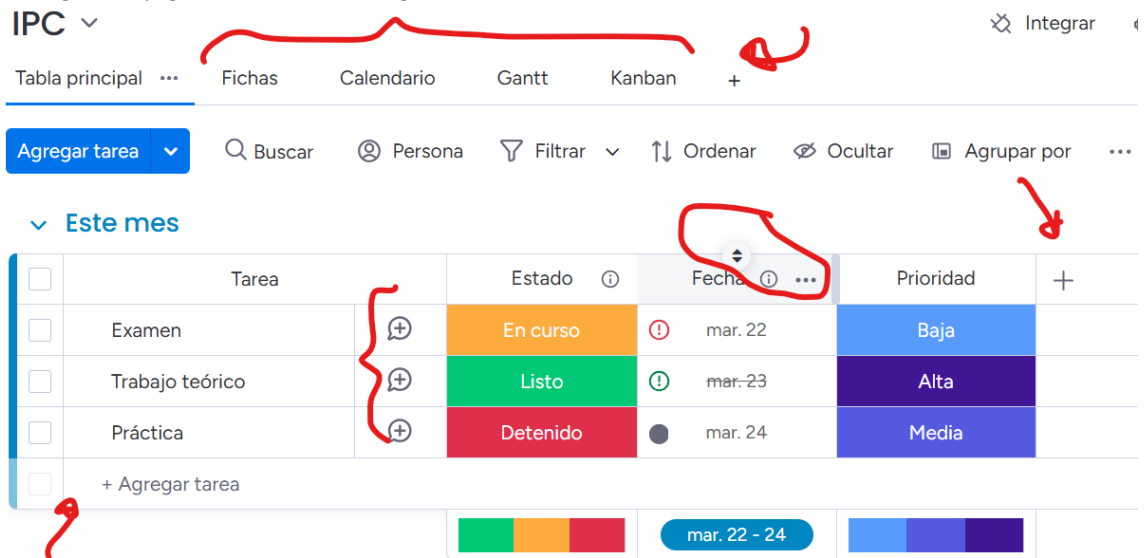 IPC
Integrar
Tabla principal ... Fichas Calendario Gantt Kanban +
Agregar tarea Buscar Persona Filtrar Ordenar Ocultar Agrupar por ...
Este mes
Tarea Estado Fecha ... Prioridad +
Examen En curso mar. 22 Baja
Trabajo teórico Listo mar. 23 Alta
Práctica Detenido mar. 24 Media
+ Agregar tarea
mar. 22 - 24